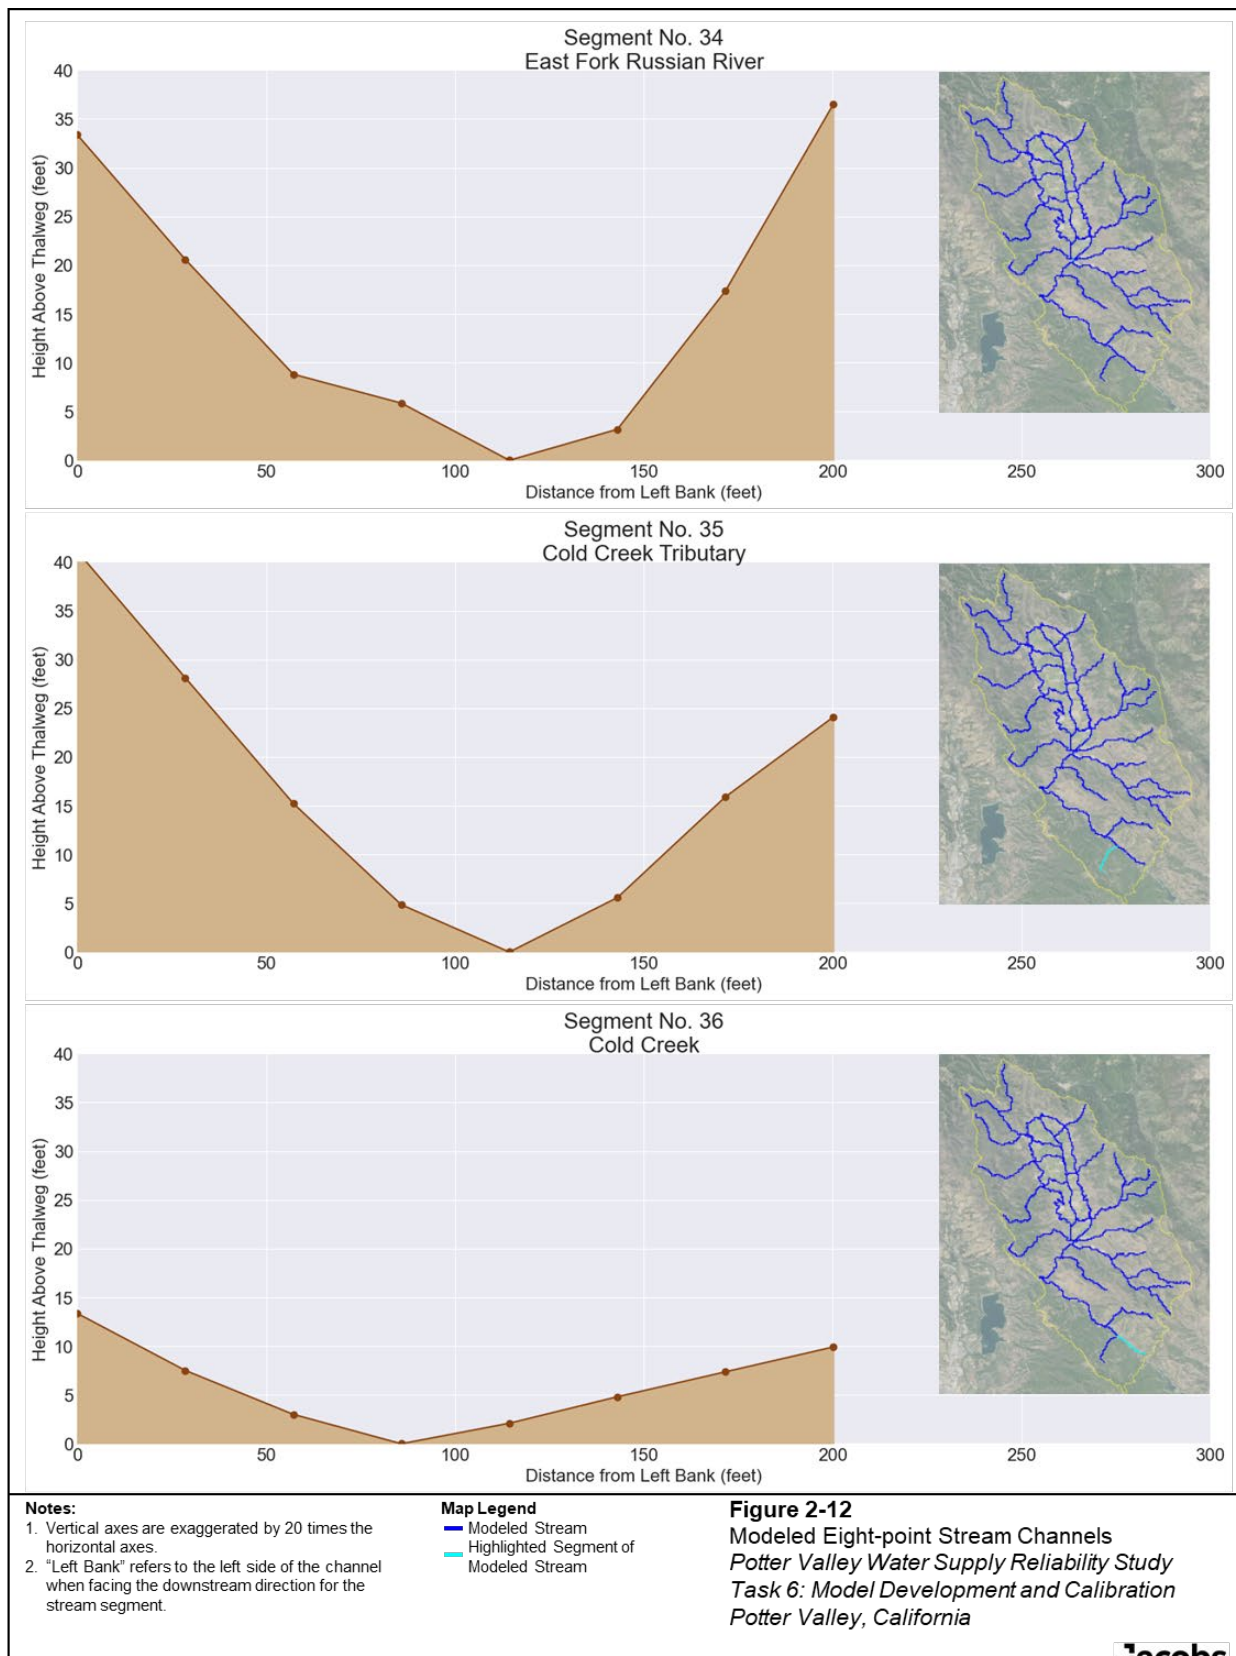 Segment No. 34
East Fork Russian River
40
35
30
25
20
15
10
5
0
Height Above Thalweg (feet)
0 50 100 150 200 250 300
Distance from Left Bank (feet)
Segment No. 35
Cold Creek Tributary
40
35
30
25
20
15
10
5
0
Height Above Thalweg (feet)
0 50 100 150 200 250 300
Distance from Left Bank (feet)
Segment No. 36
Cold Creek
40
35
30
25
20
15
10
5
0
Height Above Thalweg (feet)
0 50 100 150 200 250 300
Distance from Left Bank (feet)
Notes:
1. Vertical axes are exaggerated by 20 times the
horizontal axes.
2. “Left Bank” refers to the left side of the channel
when facing the downstream direction for the
stream segment.
Map Legend
Modeled Stream
Highlighted Segment of
Modeled Stream
Figure 2-12
Modeled Eight-point Stream Channels
Potter Valley Water Supply Reliability Study
Task 6: Model Development and Calibration
Potter Valley, California
Jacobs